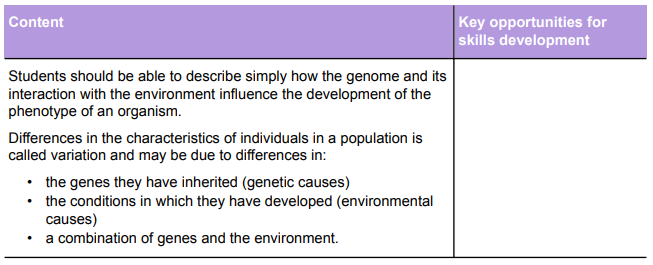 Content
Key opportunities for
skills development
Students should be able to describe simply how the genome and its
interaction with the environment influence the development of the
phenotype of an organism.
Differences in the characteristics of individuals in a population is
called variation and may be due to differences in:
• the genes they have inherited (genetic causes)
• the conditions in which they have developed (environmental
causes)
• a combination of genes and the environment.